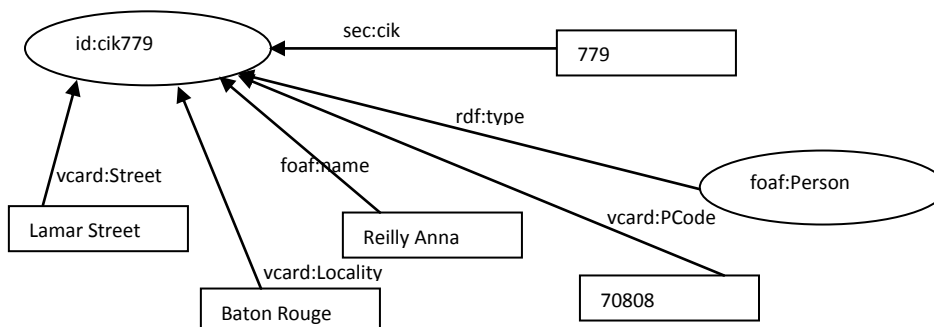 id:cik779
sec:cik
779
rdf:type
vcard:Street
foaf:name
foaf:Person
Lamar Street
Reilly Anna
vcard:PCode
vcard:Locality
Baton Rouge
70808